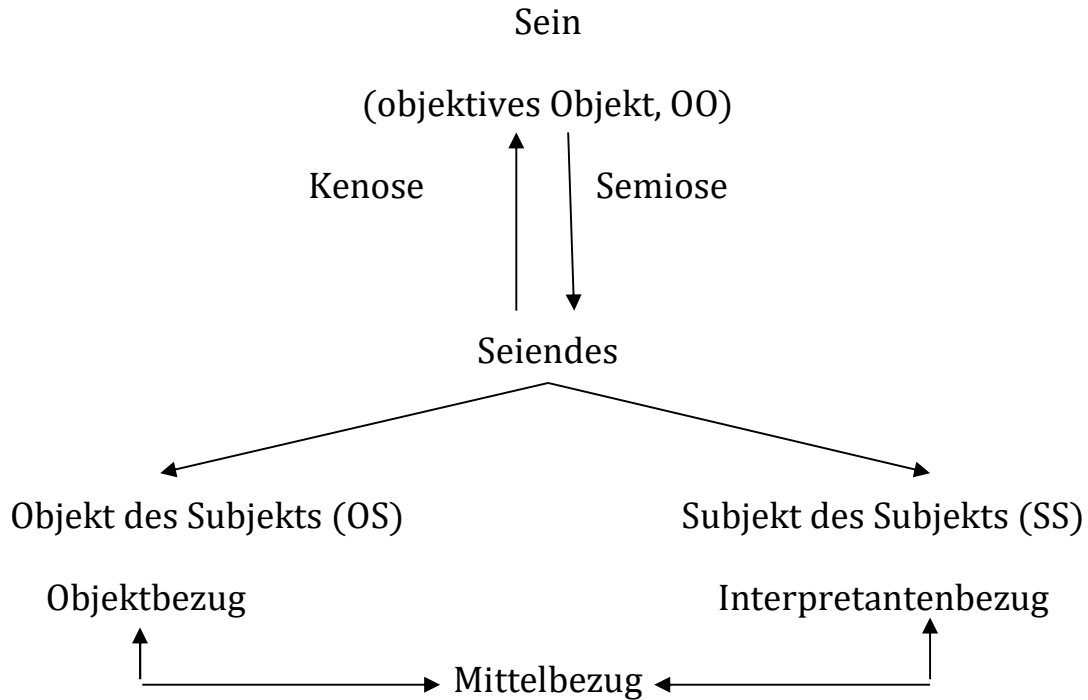 Sein
(objektives Objekt, OO)
Kenose Semiose
Seiendes
Objekt des Subjekts (OS) Subjekt des Subjekts (SS)
Objektbezug Interpretantenbezug
Mittelbezug